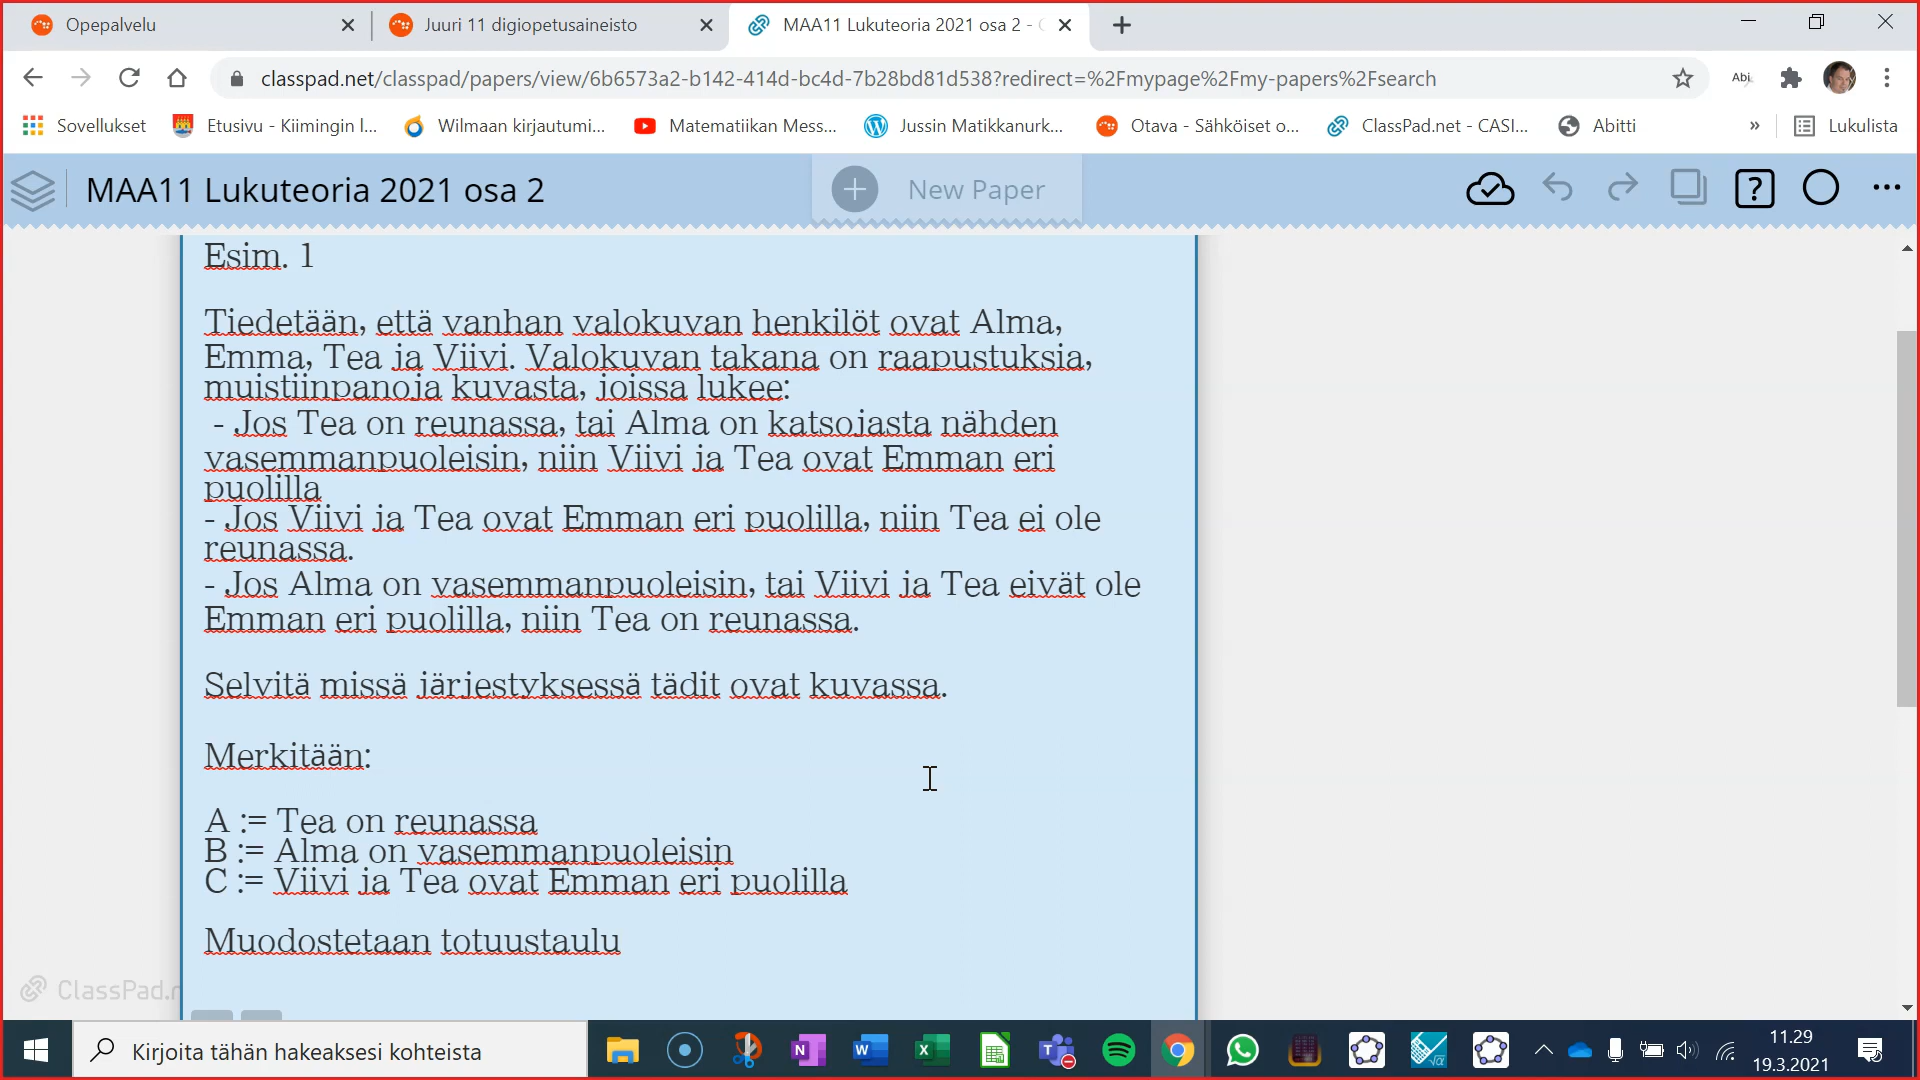 Opepalvelu
Juuri 11 digiopetusaineisto
MAA11 Lukuteoria 2021 osa 2 -
classpad.net/classpad/papers/view/6b6573a2-b142-414d-bc4d-7b28bd81d538?redirect=%2Fmypage%2Fmy-papers%2Fsearch
Abi
Sovellukset
Etusivu - Kiimingin l...
Wilmaan kirjautumi...
Matematiikan Mess...
Jussin Matikkanurk...
Otava - Sähköiset o...
ClassPad.net - CASI...
Abitti
»
Lukulista
MAA11 Lukuteoria 2021 osa 2
New Paper
Esim. 1
Tiedetään, että vanhan valokuvan henkilöt ovat Alma,
Emma, Tea ja Viivi. Valokuvan takana on raapustuksia,
muistiinpanoja kuvasta, joissa lukee:
- Jos Tea on reunassa, tai Alma on katsojasta nähden
vasemmanpuoleisin, niin Viivi ja Tea ovat Emman eri
puolilla
- Jos Viivi ja Tea ovat Emman eri puolilla, niin Tea ei ole
reunassa.
- Jos Alma on vasemmanpuoleisin, tai Viivi ja Tea eivät ole
Emman eri puolilla, niin Tea on reunassa.
Selvitä missä järjestyksessä tädit ovat kuvassa.
Merkitään:
A := Tea on reunassa
B := Alma on vasemmanpuoleisin
C := Viivi ja Tea ovat Emman eri puolilla
Muodostetaan totuustaulu
ClassPad.
Kirjoita tähän hakeaksesi kohteista
11.29
19.3.2021